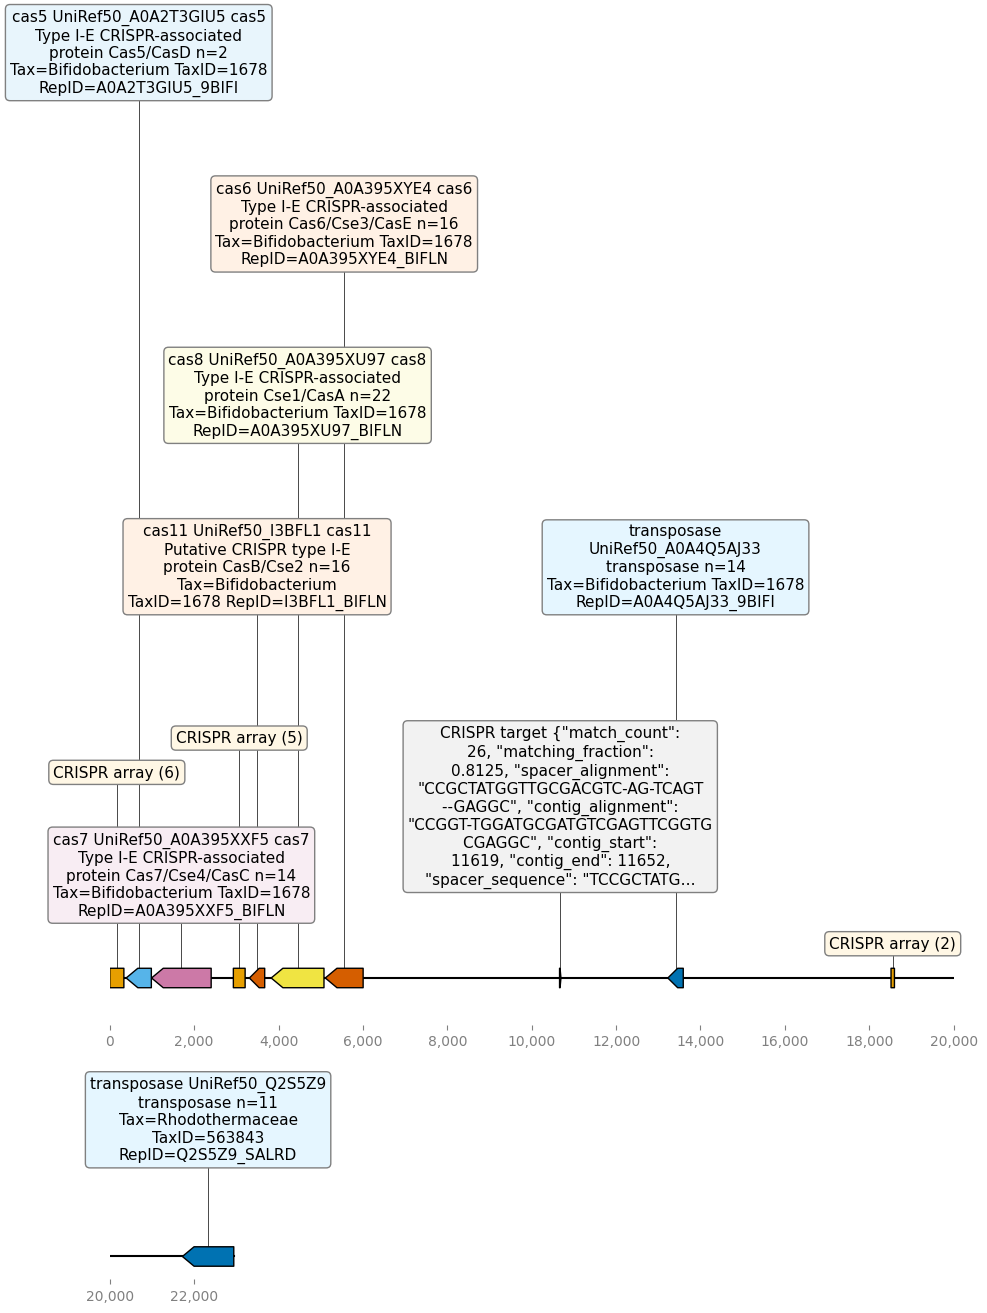 cas5 UniRef50_A0A2T3GIU5 cas5
Type I-E CRISPR-associated
protein Cas5/CasD n=2
Tax=Bifidobacterium TaxID=1678
RepID=A0A2T3GIU5_9BIFI
cas6 UniRef50_A0A395XYE4 cas6
Type I-E CRISPR-associated
protein Cas6/Cse3/CasE n=16
Tax=Bifidobacterium TaxID=1678
RepID=A0A395XYE4_BIFLN
cas8 UniRef50_A0A395XU97 cas8
Type I-E CRISPR-associated
protein Cse1/CasA n=22
Tax=Bifidobacterium TaxID=1678
RepID=A0A395XU97_BIFLN
cas11 UniRef50_I3BFL1 cas11
Putative CRISPR type I-E
protein CasB/Cse2 n=16
Tax=Bifidobacterium
TaxID=1678 RepID=I3BFL1_BIFLN
transposase
UniRef50_A0A4Q5AJ33
transposase n=14
Tax=Bifidobacterium TaxID=1678
RepID=A0A4Q5AJ33_9BIFI
CRISPR array (5)
CRISPR array (6)
CRISPR target {"match_count":
26, "matching_fraction":
0.8125, "spacer_alignment":
"CCGCTATGGTTGCGACGTC-AG-TCAGT
--GAGGC", "contig_alignment":
"CCGGT-TGGATGCGATGTCGAGTTCGGTG
CGAGGC", "contig_start":
11619, "contig_end": 11652,
"spacer_sequence": "TCCGCTATG...
cas7 UniRef50_A0A395XXF5 cas7
Type I-E CRISPR-associated
protein Cas7/Cse4/CasC n=14
Tax=Bifidobacterium TaxID=1678
RepID=A0A395XXF5_BIFLN
CRISPR array (2)
0 2,000 4,000 6,000 8,000 10,000 12,000 14,000 16,000 18,000 20,000
transposase UniRef50_Q2S5Z9
transposase n=11
Tax=Rhodothermaceae
TaxID=563843
RepID=Q2S5Z9_SALRD
20,000 22,000